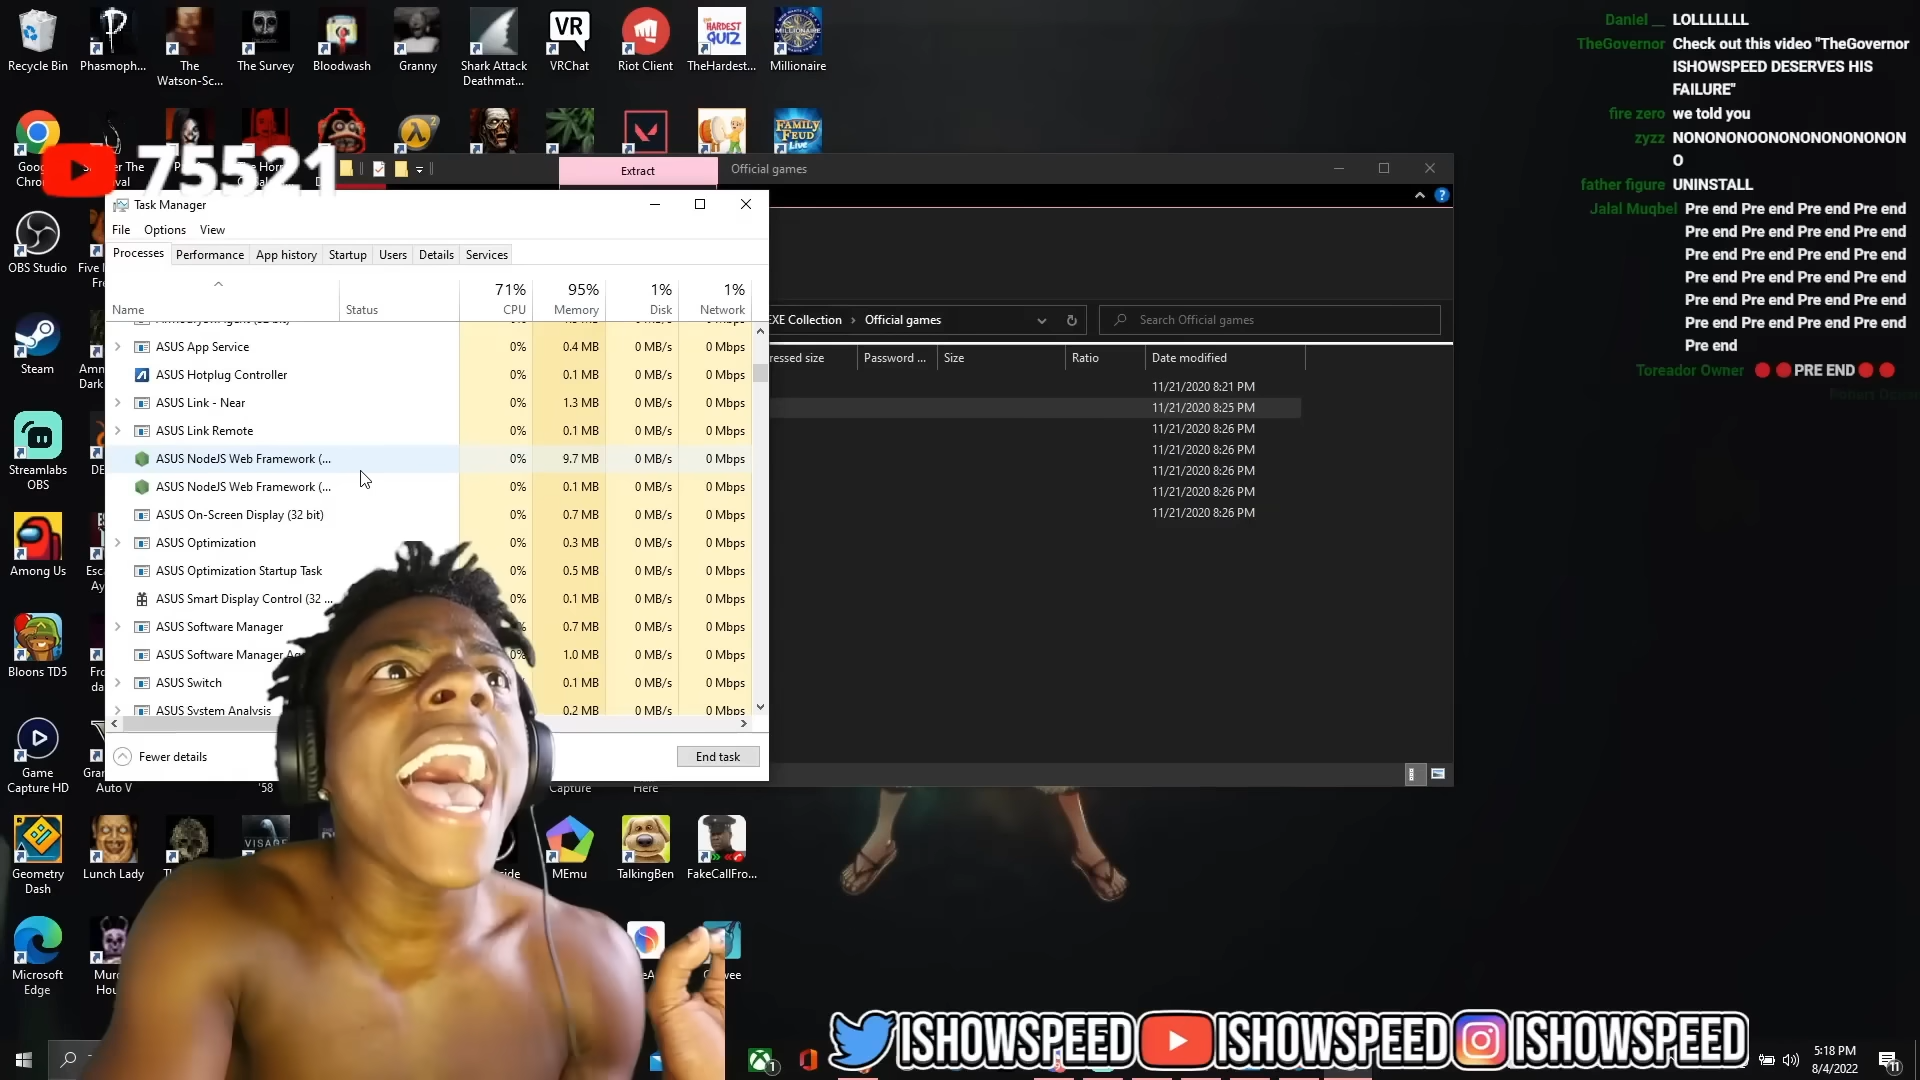 Recycle Bin
Phasmoph...
The
Watson-Sc...
The Survey
Bloodwash
Granny
Shark Attack
Deathmat...
VR
VRChat
Riot Client
HARDEST
QUIZ
TheHardest...
MILLIONAIRE
Millionaire
FAMILY
FEUD
Live
75521
Extract
Official games
Task Manager
File
Options
View
Processes
Performance
App history
Startup
Users
Details
Services
71%
95%
1%
1%
Name
Status
CPU
Memory
Disk
Network
ASUS App Service
0%
0.4 MB
0 MB/s
0 Mbps
ASUS Hotplug Controller
0%
0.1 MB
0 MB/s
0 Mbps
ASUS Link - Near
0%
1.3 MB
0 MB/s
0 Mbps
ASUS Link Remote
0%
0.1 MB
0 MB/s
0 Mbps
ASUS NodeJS Web Framework (...
0%
9.7 MB
0 MB/s
0 Mbps
ASUS NodeJS Web Framework (...
0%
0.1 MB
0 MB/s
0 Mbps
ASUS On-Screen Display (32 bit)
0%
0.7 MB
0 MB/s
0 Mbps
ASUS Optimization
0%
0.3 MB
0 MB/s
0 Mbps
ASUS Optimization Startup Task
0%
0.5 MB
0 MB/s
0 Mbps
ASUS Smart Display Control (32 ...
0%
0.1 MB
0 MB/s
0 Mbps
ASUS Software Manager
0.7 MB
0 MB/s
0 Mbps
ASUS Software Manager
0%
1.0 MB
0 MB/s
0 Mbps
ASUS Switch
0.1 MB
0 MB/s
0 Mbps
ASUS System Analysis
0.2 MB
0 MB/s
0 Mbps
Fewer details
End task
EXE Collection
Official games
Search Official games
Password ...
Size
Ratio
Date modified
11/21/2020 8:21 PM
11/21/2020 8:25 PM
11/21/2020 8:26 PM
11/21/2020 8:26 PM
11/21/2020 8:26 PM
11/21/2020 8:26 PM
11/21/2020 8:26 PM
Daniel __ LOLLLLLLL
TheGovernor Check out this video "TheGovernor
ISHOWSPEED DESERVES HIS
FAILURE"
fire zero we told you
zyzz NONONONOONONONONONON
O
father figure UNINSTALL
Jalal Muqbel Pre end Pre end Pre end Pre end
Pre end Pre end Pre end Pre end
Pre end Pre end Pre end Pre end
Pre end Pre end Pre end Pre end
Pre end Pre end Pre end Pre end
Pre end Pre end Pre end Pre end
Pre end
Toreador Owner PRE END
OBS Studio
Steam
Streamlabs
OBS
Among Us
Bloons TD5
Game
Capture HD
Auto V
'58
Capture
Here
Geometry
Dash
Lunch Lady
VISAGE
MEmu
TalkingBen
FakeCallFro...
Microsoft
Edge
ISHOWSPEED
ISHOWSPEED
ISHOWSPEED
5:18 PM
8/4/2022
11
1